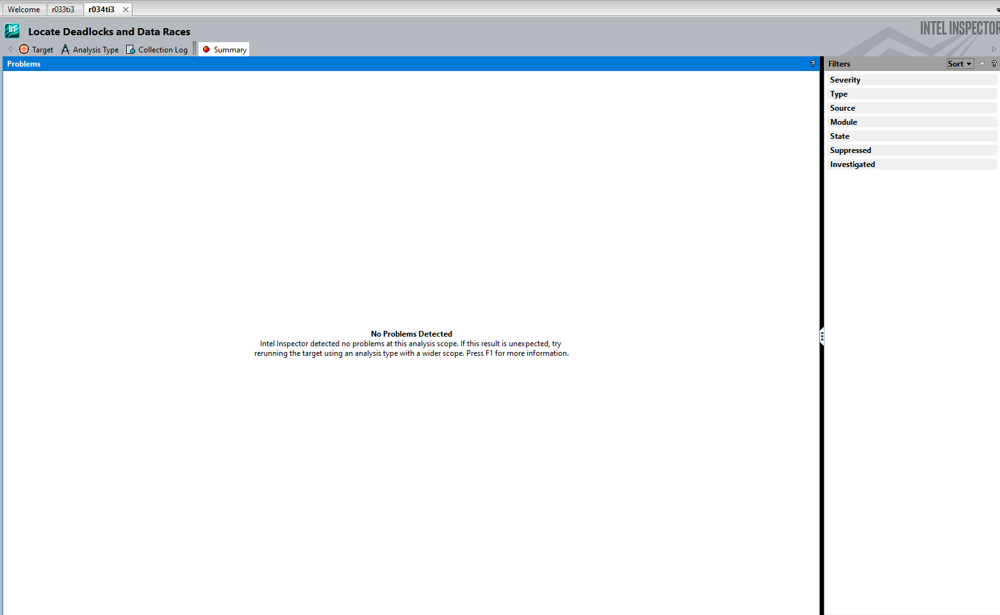 Welcome r033ti3 r034ti3
Locate Deadlocks and Data Races
INTEL INSPECTOR
Target Analysis Type Collection Log Summary
Problems ?
Filters Sort ?
Severity
Type
Source
Module
State
Suppressed
Investigated
No Problems Detected
Intel Inspector detected no problems at this analysis scope. If this result is unexpected, try
rerunning the target using an analysis type with a wider scope. Press F1 for more information.